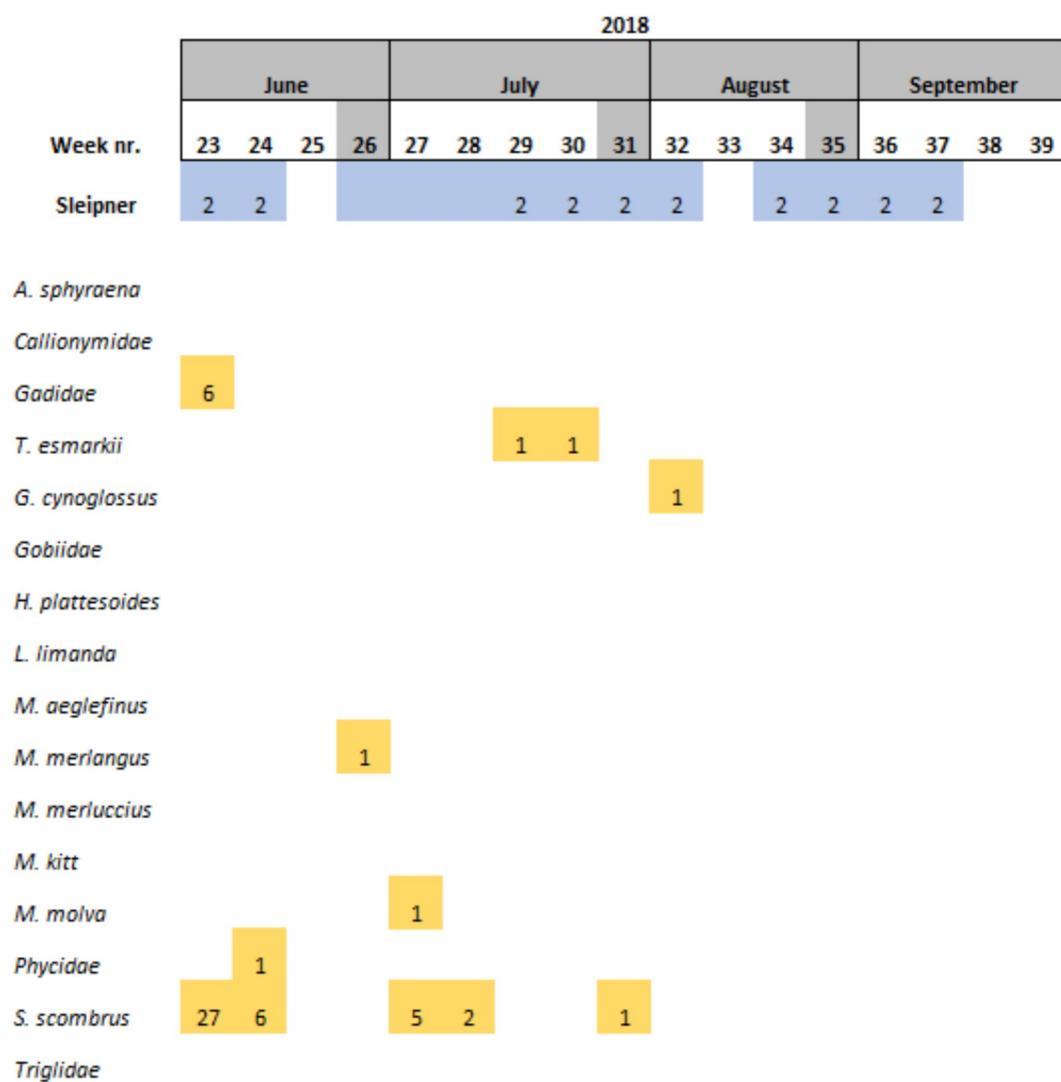 2018
June July August September
Week nr. 23 24 25 26 27 28 29 30 31 32 33 34 35 36 37 38 39
Sleipner 2 2 2 2 2 2 2 2 2 2
A. sphyraena
Callionymidae
Gadidae 6
T. esmarkii 1 1
G. cynoglossus 1
Gobiidae
H. plattesoides
L. limanda
M. aeglefinus
M. merlangus 1
M. merluccius
M. kitt
M. molva 1
Phycidae 1
S. scombrus 27 6 5 2 1
Triglidae